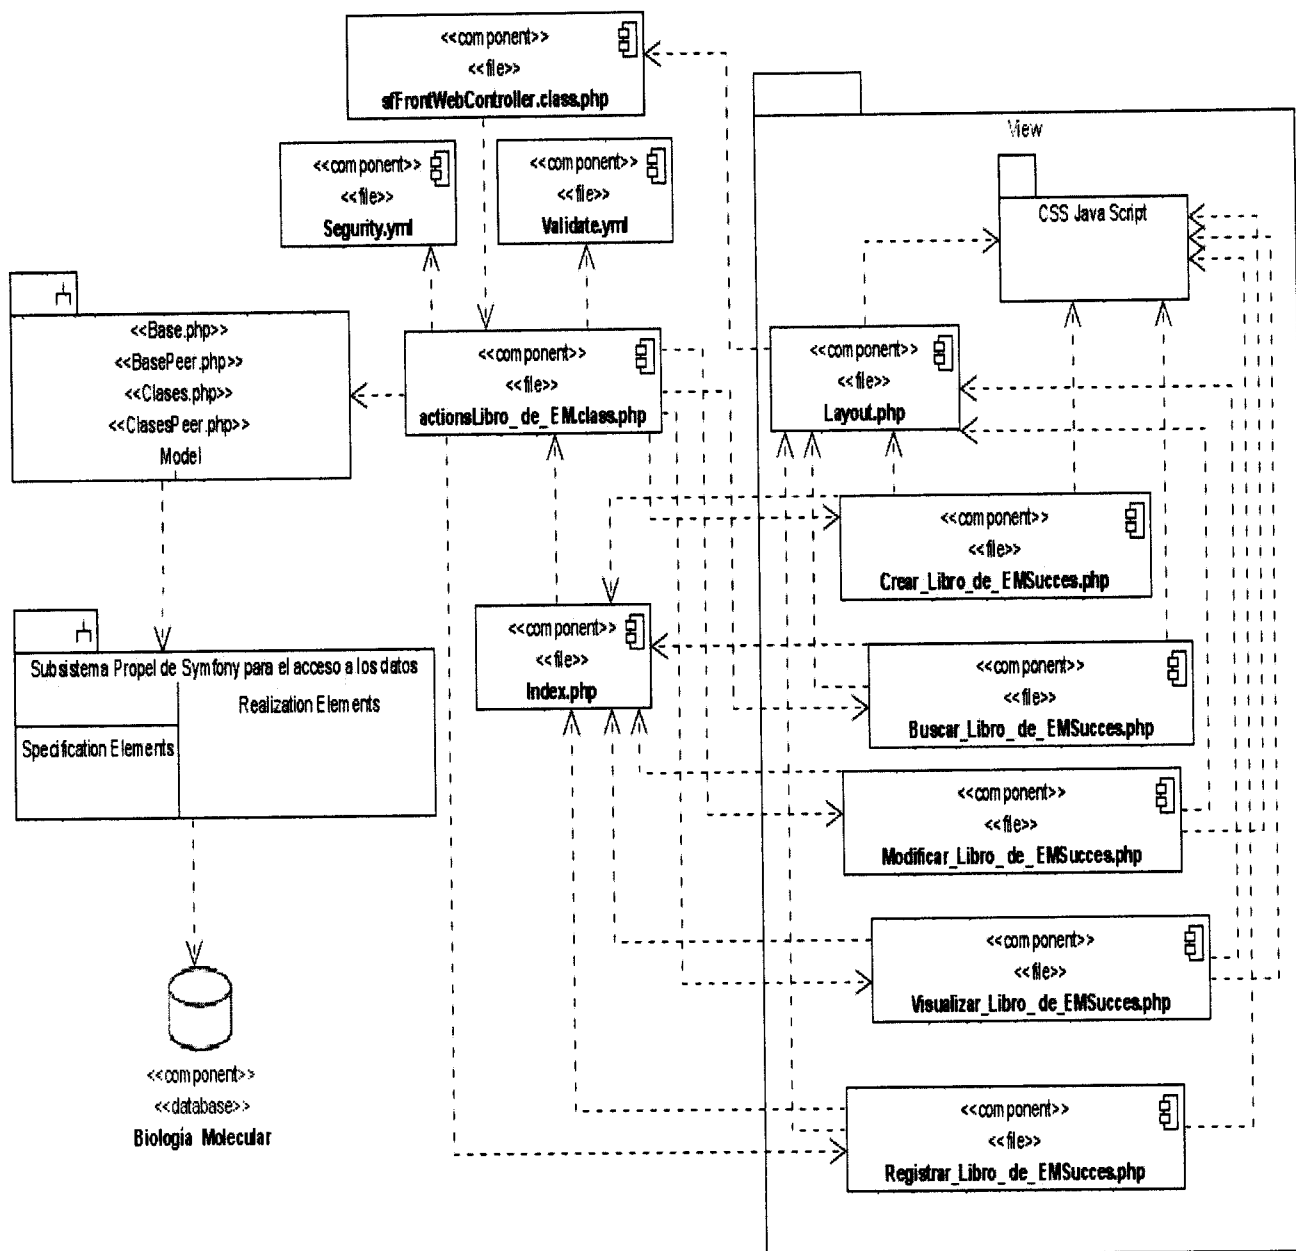 <<component>>
<<file>>
sfFrontWebController.class.php
View
<<component>>
<<file>>
Segurity.yml
<<component>>
<<file>>
Validate.yml
CSS Java Script
<<Base.php>>
<<BasePeer.php>>
<<Clases.php>>
<<ClasesPeer.php>>
Model
<<component>>
<<file>>
actionsLibro_de_EM.class.php
<<component>>
<<file>>
Layout.php
<<component>>
<<file>>
Crear_Libro_de_EMSucces.php
<<component>>
<<file>>
Index.php
Subsistema Propel de Symfony para el acceso a los datos
Realization Elements
Specification Elements
<<component>>
<<file>>
Buscar_Libro_de_EMSucces.php
<<component>>
<<file>>
Modificar_Libro_de_EMSucces.php
<<component>>
<<file>>
Visualizar_Libro_de_EMSucces.php
<<component>>
<<database>>
Biología Molecular
<<component>>
<<file>>
Registrar_Libro_de_EMSucces.php